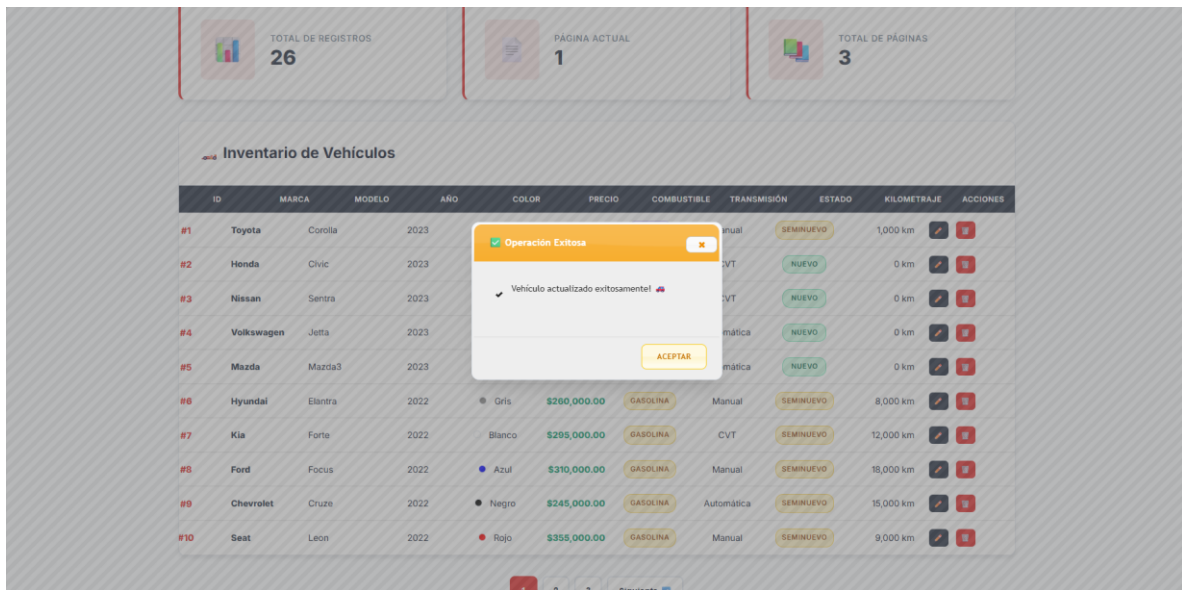 TOTAL DE REGISTROS PÁGINA ACTUAL TOTAL DE PÁGINAS
26 1 3
Inventario de Vehículos
ID MARCA MODELO AÑO COLOR PRECIO COMBUSTIBLE TRANSMISIÓN ESTADO KILOMETRAJE ACCIONES
#1 Toyota Corolla 2023 SEMINUEVO 1,000 km
#2 Honda Civic 2023 CVT NUEVO 0 km
#3 Nissan Sentra 2023 CVT NUEVO 0 km
#4 Volkswagen Jetta 2023 NUEVO 0 km
#5 Mazda Mazda3 2023 NUEVO 0 km
Operación Exitosa
Vehículo actualizado exitosamente!
ACEPTAR
#6 Hyundai Elantra 2022 Gris $260,000.00 GASOLINA Manual SEMINUEVO 8,000 km
#7 Kia Forte 2022 Blanco $295,000.00 GASOLINA CVT SEMINUEVO 12,000 km
#8 Ford Focus 2022 Azul $310,000.00 GASOLINA Manual SEMINUEVO 18,000 km
#9 Chevrolet Cruze 2022 Negro $245,000.00 GASOLINA Automática SEMINUEVO 15,000 km
#10 Seat Leon 2022 Rojo $355,000.00 GASOLINA Manual SEMINUEVO 9,000 km